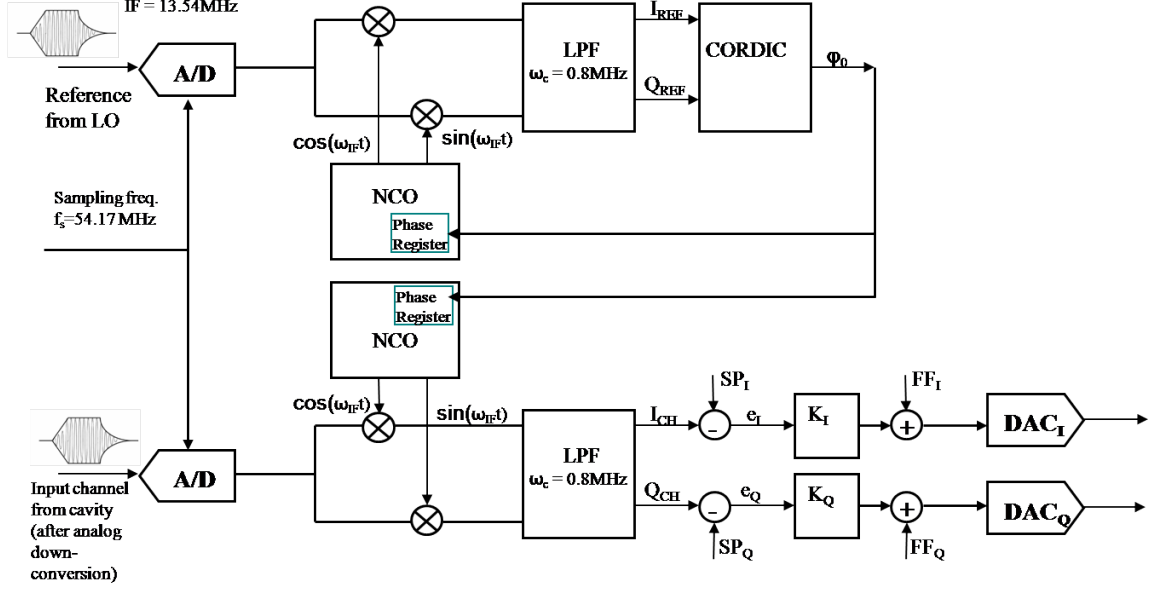 IF = 13.54MHz
A/D
Reference
from LO
cos(ωIFt)
sin(ωIFt)
LPF
ωc = 0.8MHz
IREF
QREF
CORDIC
φ0
Sampling freq.
fs=54.17 MHz
NCO
Phase
Register
Phase
Register
NCO
cos(ωIFt)
sin(ωIFt)
A/D
Input channel
from cavity
(after analog
down-
conversion)
LPF
ωc = 0.8MHz
ICH
QCH
SPI
-
eI
KI
FFI
+
DACI
-
SPQ
eQ
KQ
+
FFQ
DACQ